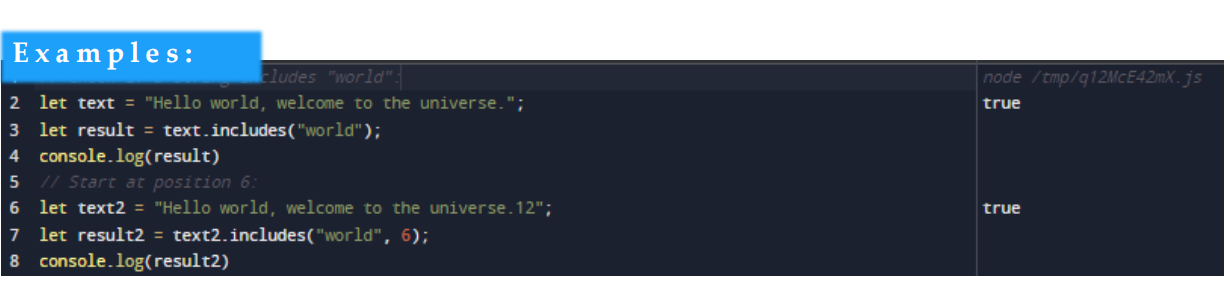 Examples:
cludes "world":
node /tmp/q12McE42mX.js
2 let text = "Hello world, welcome to the universe.";
true
3 let result = text.includes("world");
4 console.log(result)
5 // Start at position 6:
6 let text2 = "Hello world, welcome to the universe.12";
true
7 let result2 = text2.includes("world", 6);
8 console.log(result2)